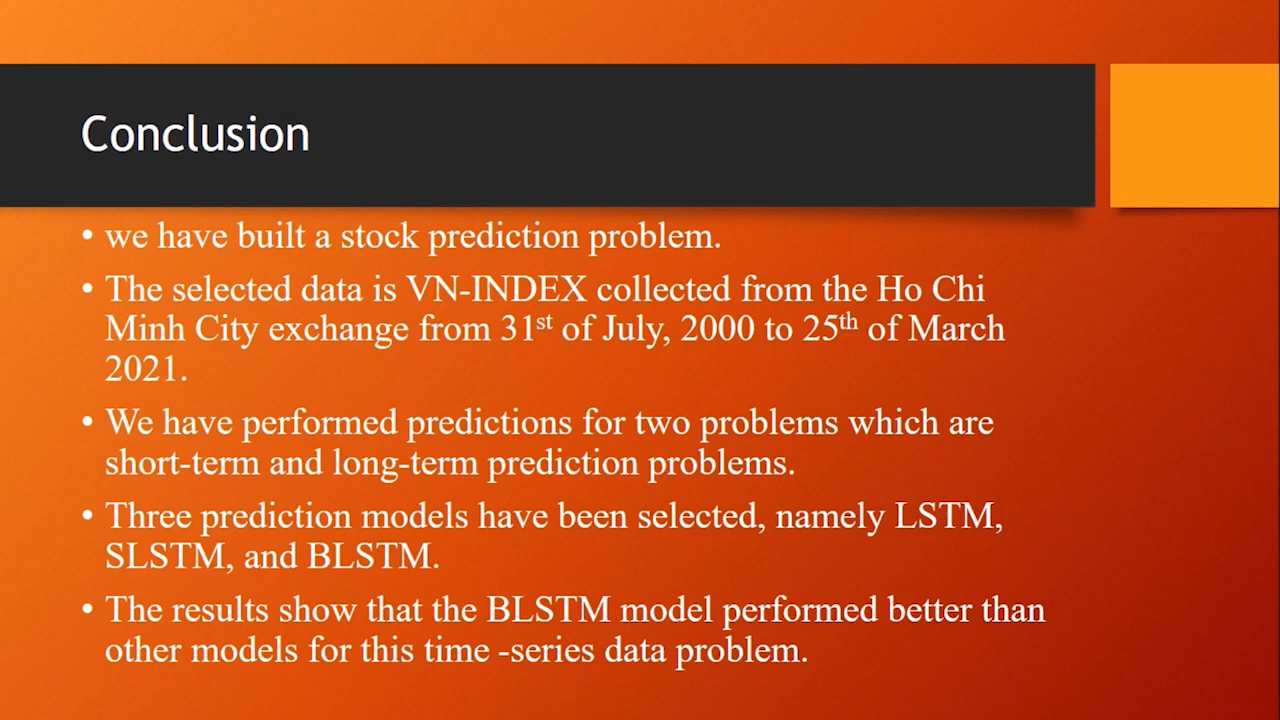 Conclusion
• we have built a stock prediction problem.
• The selected data is VN-INDEX collected from the Ho Chi
Minh City exchange from 31st of July, 2000 to 25th of March
2021.
• We have performed predictions for two problems which are
short-term and long-term prediction problems.
• Three prediction models have been selected, namely LSTM,
SLSTM, and BLSTM.
• The results show that the BLSTM model performed better than
other models for this time -series data problem.